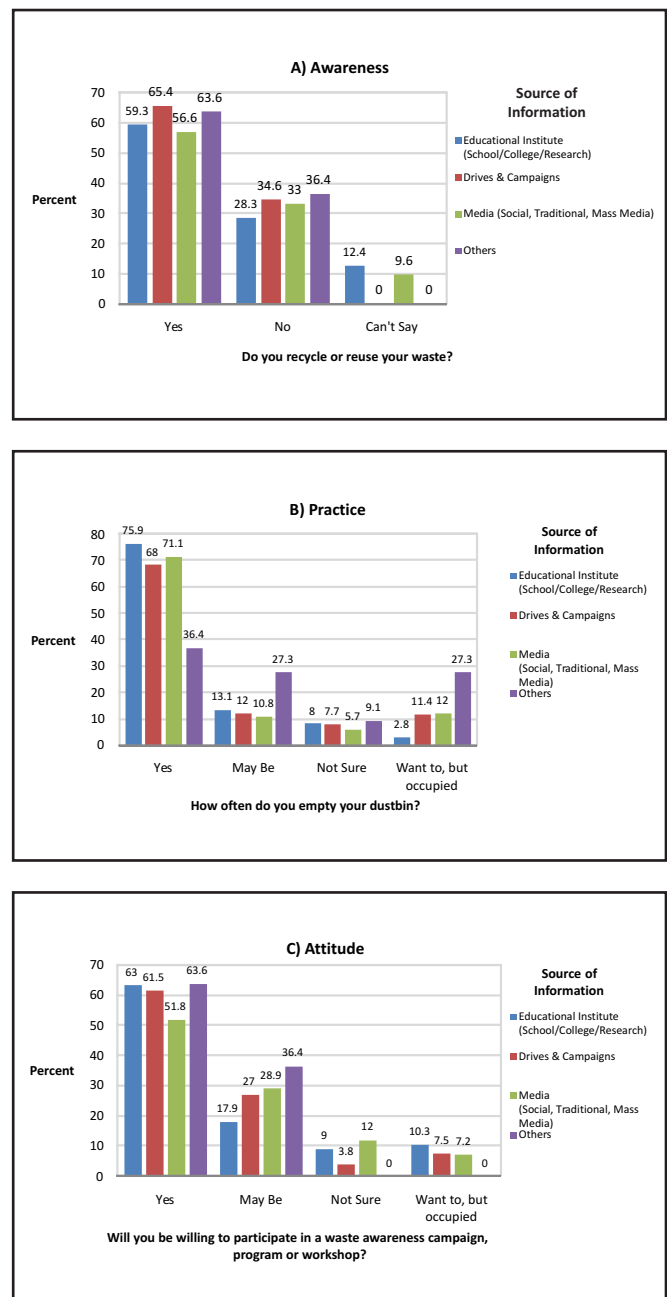 A) Awareness
Source of
Information
Percent
70
60
50
40
30
20
10
0
59.3
65.4
56.6
63.6
28.3
34.6
33
36.4
12.4
0
9.6
0
Yes
No
Can't Say
Do you recycle or reuse your waste?
Educational Institute
(School/College/Research)
Drives & Campaigns
Media (Social, Traditional, Mass Media)
Others
B) Practice
Source of
Information
Percent
80
70
60
50
40
30
20
10
0
75.9
68
71.1
36.4
13.1
12
10.8
27.3
8
7.7
5.7
9.1
2.8
11.4
12
27.3
Yes
May Be
Not Sure
Want to, but
occupied
How often do you empty your dustbin?
Educational Institute
(School/College/Research)
Drives & Campaigns
Media
(Social, Traditional, Mass
Media)
Others
C) Attitude
Source of
Information
Percent
70
60
50
40
30
20
10
0
63
61.5
51.8
63.6
17.9
27
28.9
36.4
9
3.8
12
0
10.3
7.5
7.2
0
Yes
May Be
Not Sure
Want to, but
occupied
Will you be willing to participate in a waste awareness campaign,
program or workshop?
Educational Institute
(School/College/Research)
Drives & Campaigns
Media
(Social, Traditional, Mass
Media)
Others